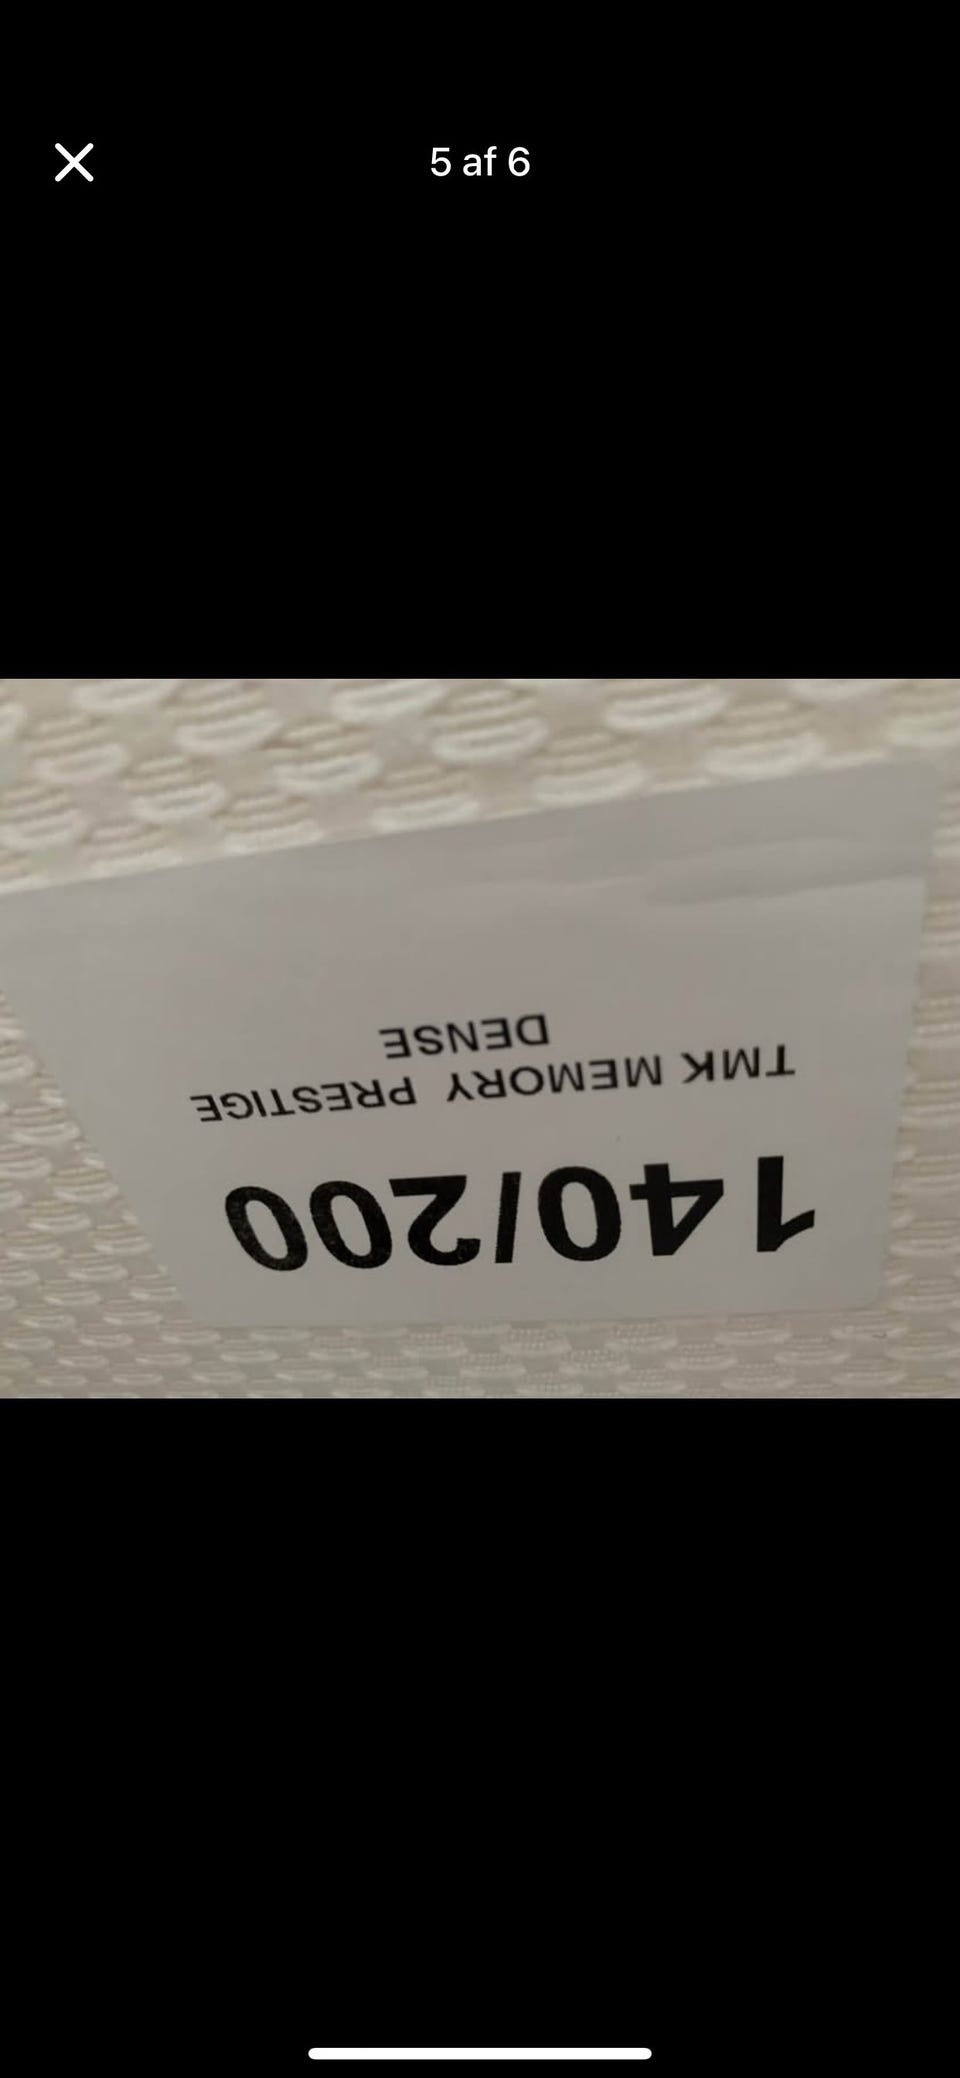 5 af 6
140/200
TMK MEMORY PRESTIGE
DENSE